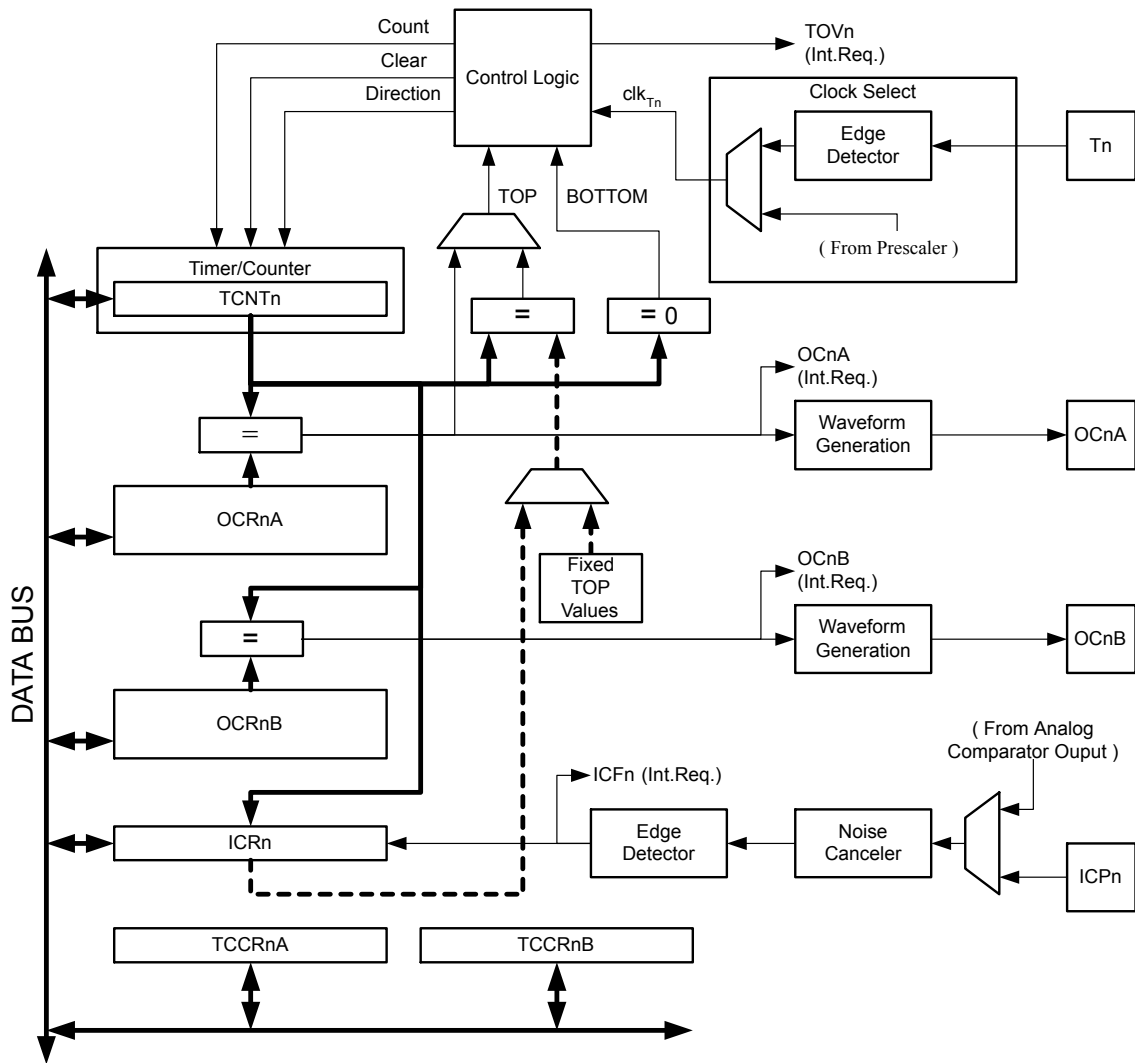 Count
Clear
Direction
Control Logic
TOVn
(Int.Req.)
clkTn
Clock Select
Edge
Detector
Tn
( From Prescaler )
TOP
BOTTOM
Timer/Counter
TCNTn
=
= 0
OCnA
(Int.Req.)
=
Waveform
Generation
OCnA
OCRnA
Fixed
TOP
Values
OCnB
(Int.Req.)
=
Waveform
Generation
OCnB
OCRnB
DATA BUS
( From Analog
Comparator Ouput )
ICFn (Int.Req.)
ICRn
Edge
Detector
Noise
Canceler
ICPn
TCCRnA
TCCRnB